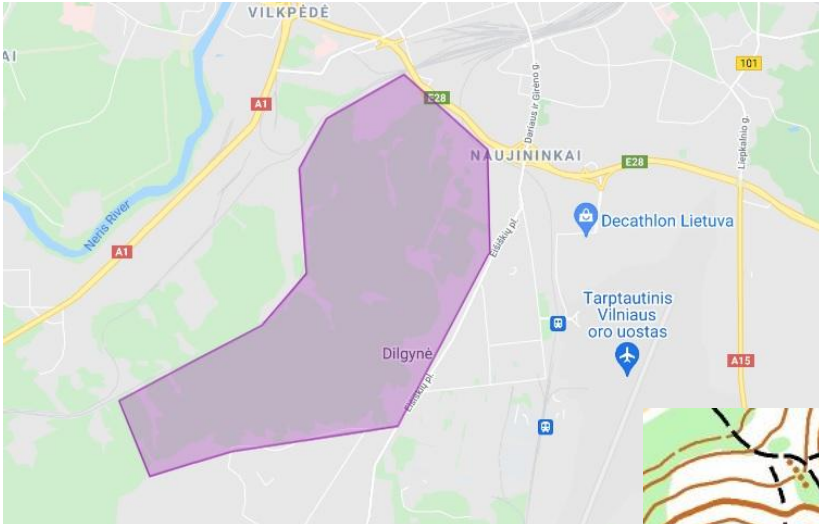 VILKPĖDĖ
AI
A1
E28
Dariaus ir Girėno g.
101
NAUJININKAI
E28
Liepkalnio g.
Neris River
Decathlon Lietuva
A1
Eišiškių pl.
Tarptautinis
Vilniaus
oro uostas
Dilgynė
A15
Eišiškių pl.